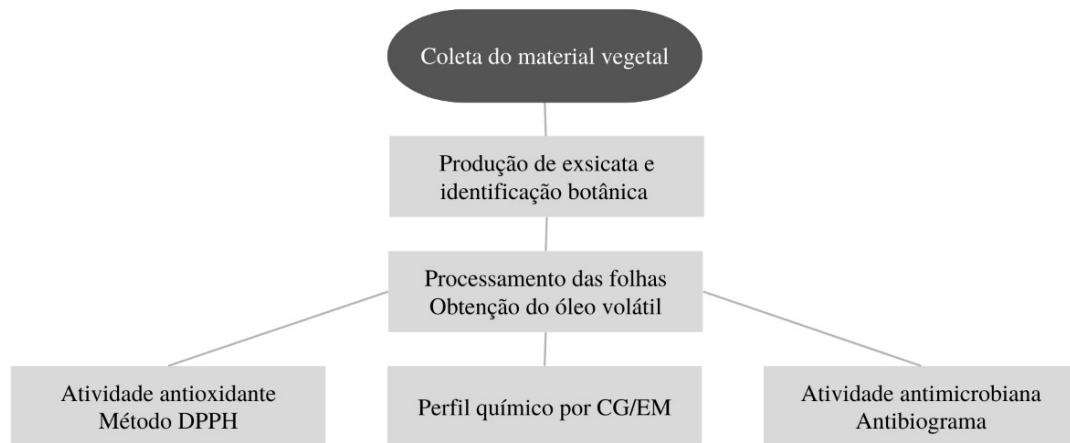 Coleta do material vegetal
Produção de exsicata e
identificação botânica
Processamento das folhas
Obtenção do óleo volátil
Atividade antioxidante
Método DPPH
Perfil químico por CG/EM
Atividade antimicrobiana
Antibiograma